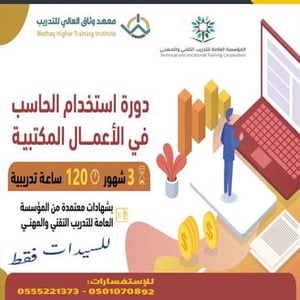 معهد وثاق العالي للتدريب
Wathaq Highar Training Institute
المؤسسة العامة للتدريب التقني والمهني
Technical and Vocational Training Corporation
دورة استخدام الحاسب
في الأعمال المكتبية
3 شهور 120 ساعة تدريبية
بشهادات معتمدة من المؤسسة
العامة للتدريب التقني والمهني
للسيدات فقط
للإستفسارات:
0555221373 - 0501070892